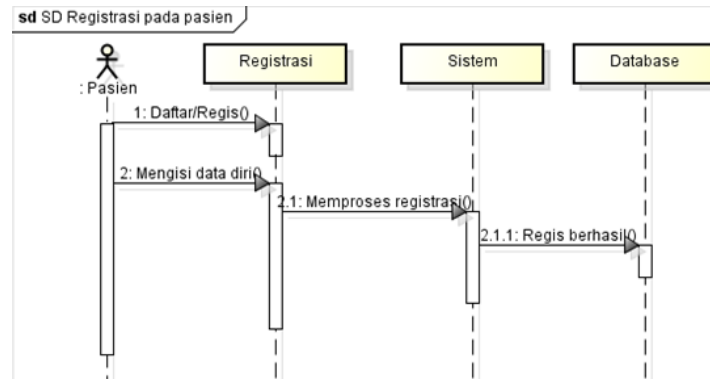 sd SD Registrasi pada pasien
: Pasien
Registrasi
Sistem
Database
1: Daftar/Regis()
2: Mengisi data diri()
2.1: Memproses registrasi()
2.1.1: Regis berhasil()